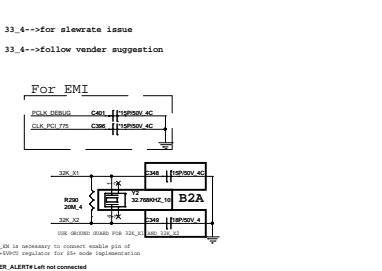 33_4-->for slewrate issue
33_4-->follow vender suggestion
For EMI
PCLK_DEBUG C401 *15P/50V_4C
CLK_PCI_775 C396 *15P/50V_4C
32K_X1 C348 15P/50V_4C
Y2
R290 32.768KHZ_10 B2A
20M_4
32K_X2 C349 18P/50V_4
USE GROUND GUARD FOR 32K_X1 AND 32K_X2
_EN is necessary to connect enable pin of
+5VPCU regulator for S5+ mode implementation
ER_ALERT# Left not connected